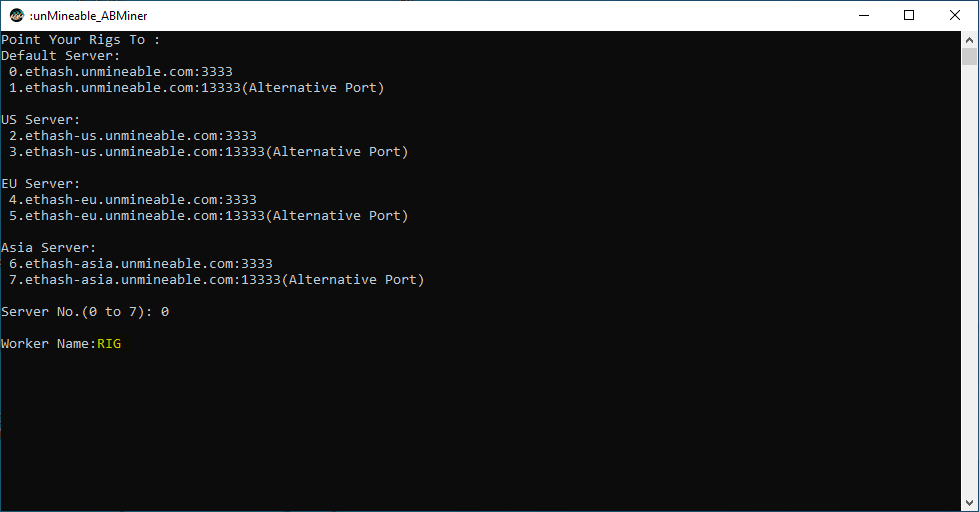 :unMineable_ABMiner
Point Your Rigs To :
Default Server:
0.ethash.unmineable.com:3333
1.ethash.unmineable.com:13333(Alternative Port)
US Server:
2.ethash-us.unmineable.com:3333
3.ethash-us.unmineable.com:13333(Alternative Port)
EU Server:
4.ethash-eu.unmineable.com:3333
5.ethash-eu.unmineable.com:13333(Alternative Port)
Asia Server:
6.ethash-asia.unmineable.com:3333
7.ethash-asia.unmineable.com:13333(Alternative Port)
Server No.(0 to 7): 0
Worker Name:RIG